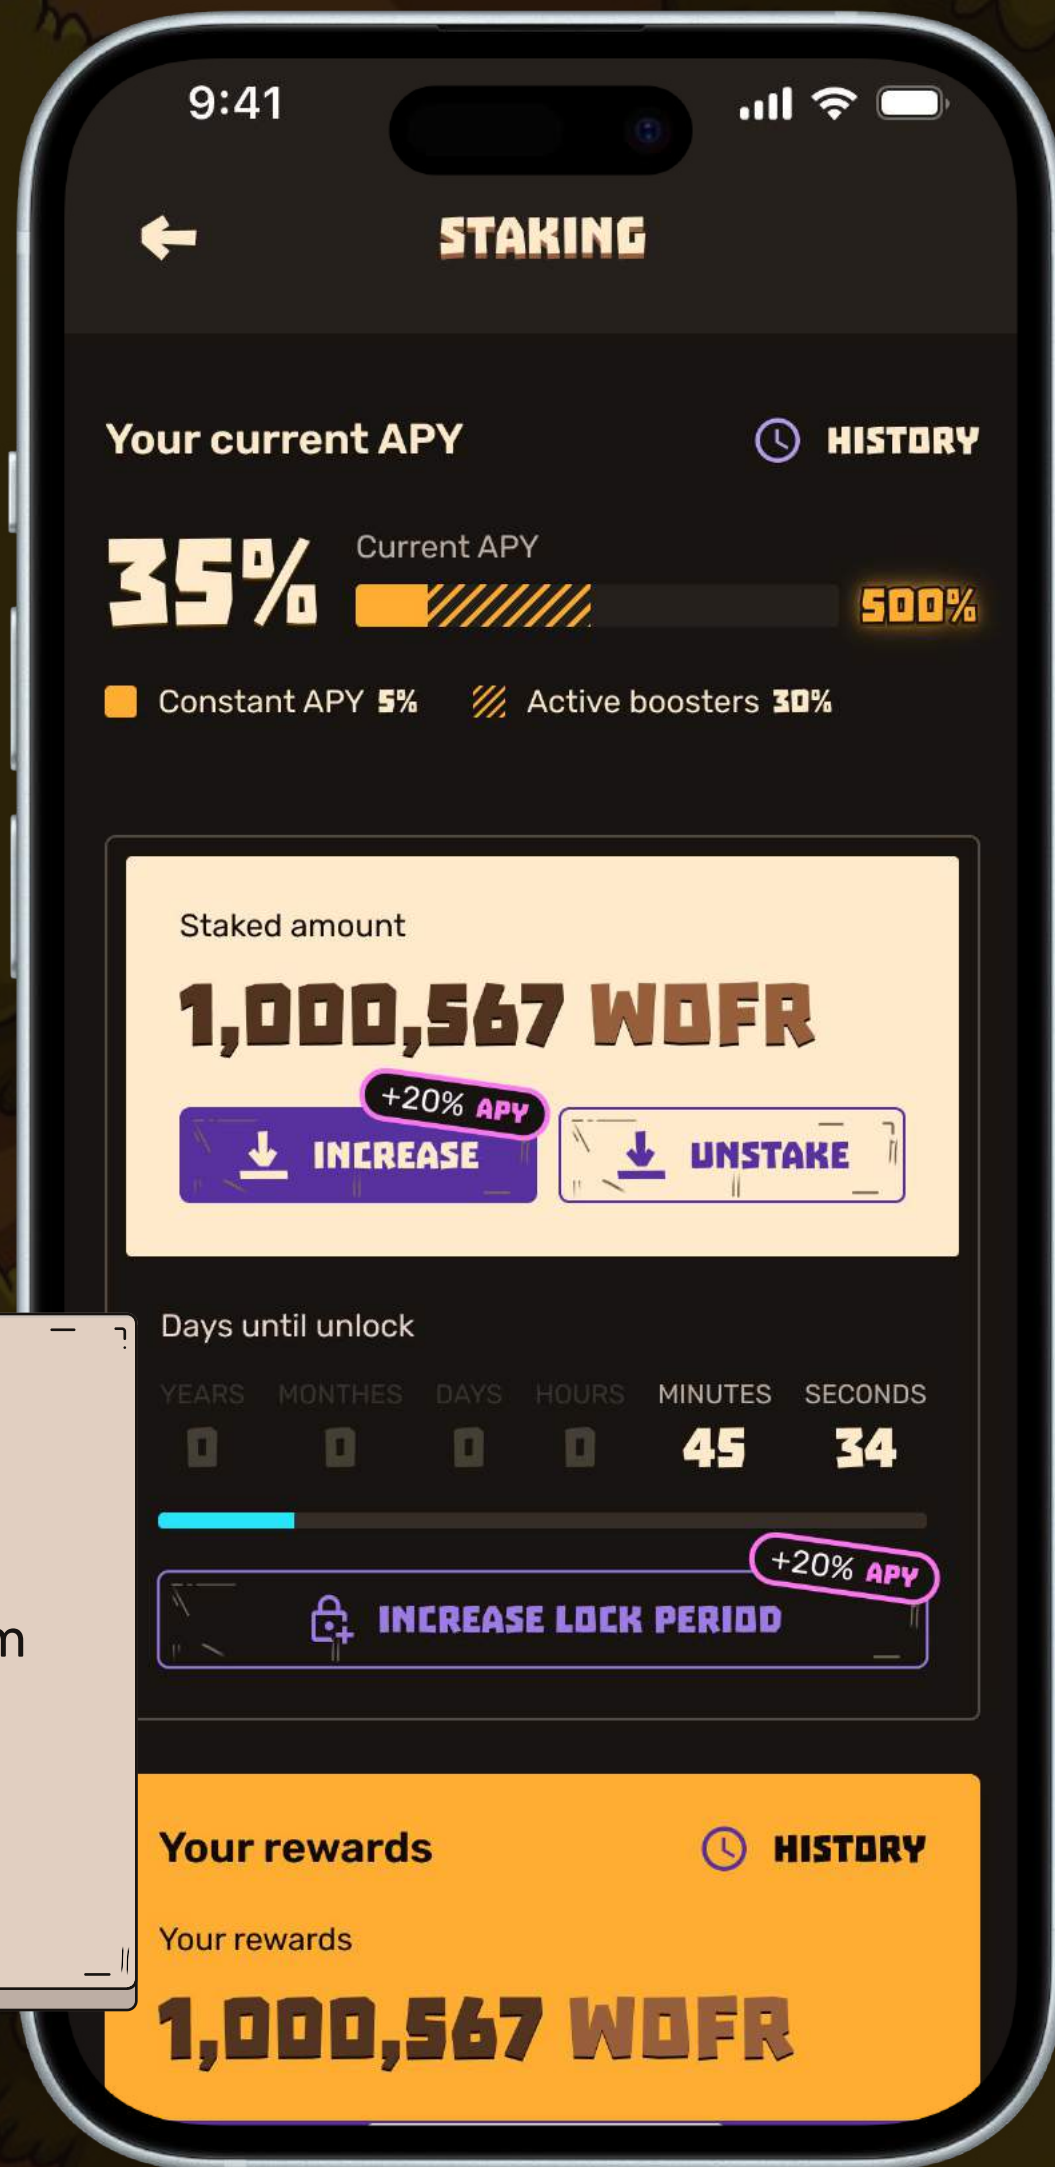 9:41
STAKING
Your current APY
HISTORY
35%
Current APY
500%
Constant APY 5%
Active boosters 30%
Staked amount
1,000,567 WOFR
+20% APY
INCREASE
UNSTAKE
Days until unlock
YEARS MONTHES DAYS HOURS MINUTES SECONDS
0 0 0 0 45 34
+20% APY
INCREASE LOCK PERIOD
m
Your rewards
HISTORY
Your rewards
1,000,567 WOFR